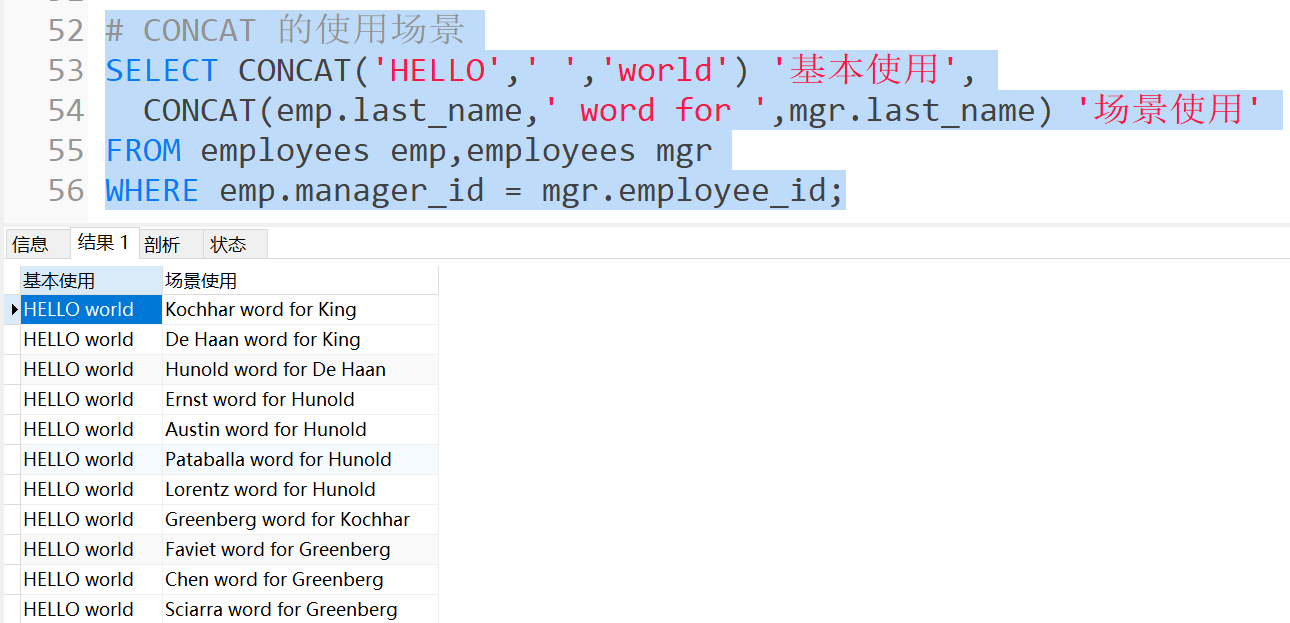 52 # CONCAT 的使用场景
53 SELECT CONCAT('HELLO',' ','world') '基本使用',
54 CONCAT(emp.last_name,' word for ',mgr.last_name) '场景使用'
55 FROM employees emp,employees mgr
56 WHERE emp.manager_id = mgr.employee_id;
信息 结果 1 剖析 状态
基本使用 场景使用
HELLO world Kochhar word for King
HELLO world De Haan word for King
HELLO world Hunold word for De Haan
HELLO world Ernst word for Hunold
HELLO world Austin word for Hunold
HELLO world Pataballa word for Hunold
HELLO world Lorentz word for Hunold
HELLO world Greenberg word for Kochhar
HELLO world Faviet word for Greenberg
HELLO world Chen word for Greenberg
HELLO world Sciarra word for Greenberg